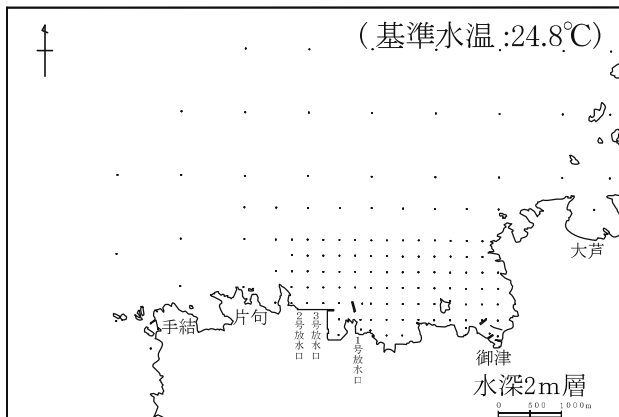 (基準水温:24.8℃)
大芦
手結
片句
2号放水口
3号放水口
1号放水口
御津
水深2m層
0 500 1000m